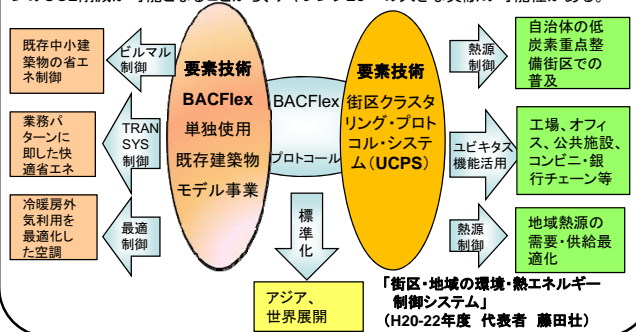 既存中小建
築物の省エ
ネ制御
ビルマル
制御
業務パ
ターンに
即した快
適省エネ
TRAN
SYS
制御
冷暖房外
気利用を
最適化し
た空調
最適
制御
要素技術
BACFlex
単独使用
既存建築物
モデル事業
BACFlex
プロトコール
標
準
化
アジア、
世界展開
要素技術
街区クラスタ
リング・プロト
コル・システ
ム(UCPS)
熱源
制御
自治体の低
炭素重点整
備街区での
普及
ユビキタス
機能活用
工場、オフィ
ス、公共施設、
コンビニ・銀
行チェーン等
熱源
制御
地域熱源の
需要・供給最
適化
「街区・地域の環境・熱エネルギー
制御システム」
(H20-22年度 代表者 藤田壮)